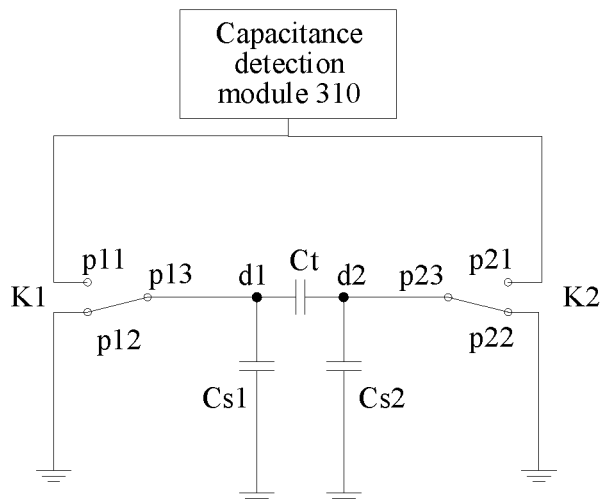 Capacitance
detection
module 310
p11
p13
d1
Ct
d2
p23
p21
K1
K2
p12
p22
Cs1
Cs2